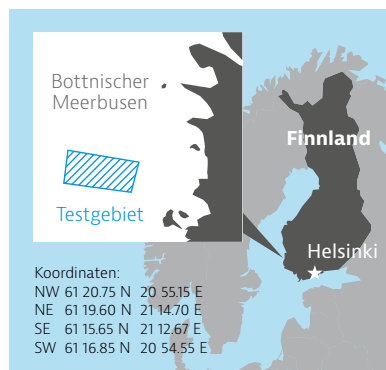 Bottnischer
Meerbusen
Finnland
Testgebiet
Helsinki
Koordinaten:
NW 61 20.75 N 20 55.15 E
NE 61 19.60 N 21 14.70 E
SE 61 15.65 N 21 12.67 E
SW 61 16.85 N 20 54.55 E